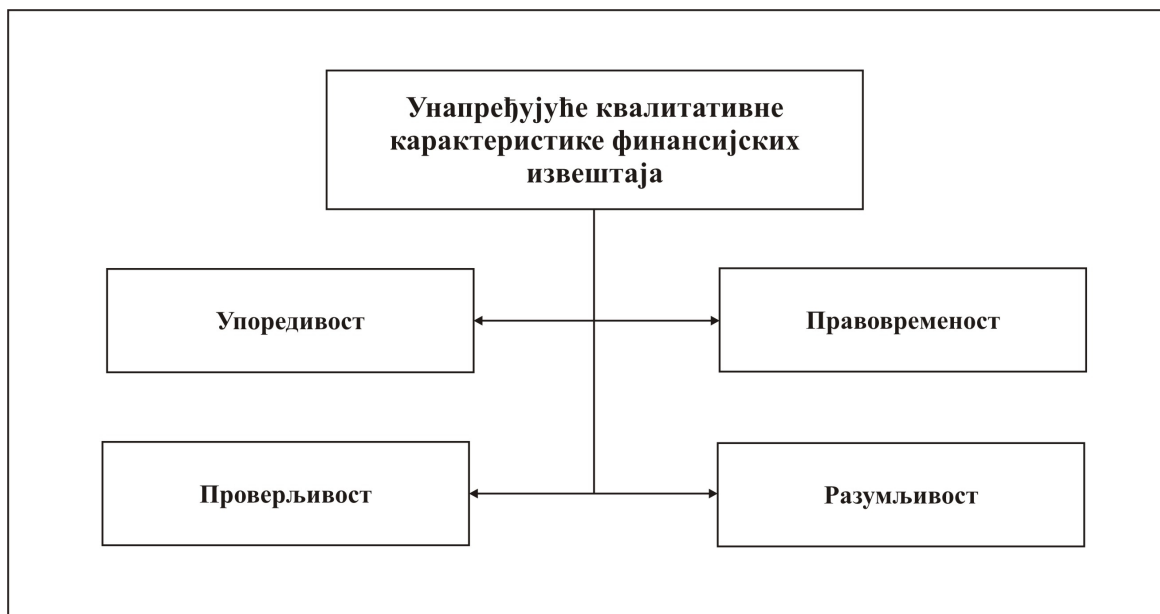 Унапређујуће квалитативне
карактеристике финансијских
извештаја
Упоредивост
Правовременост
Проверљивост
Разумљивост